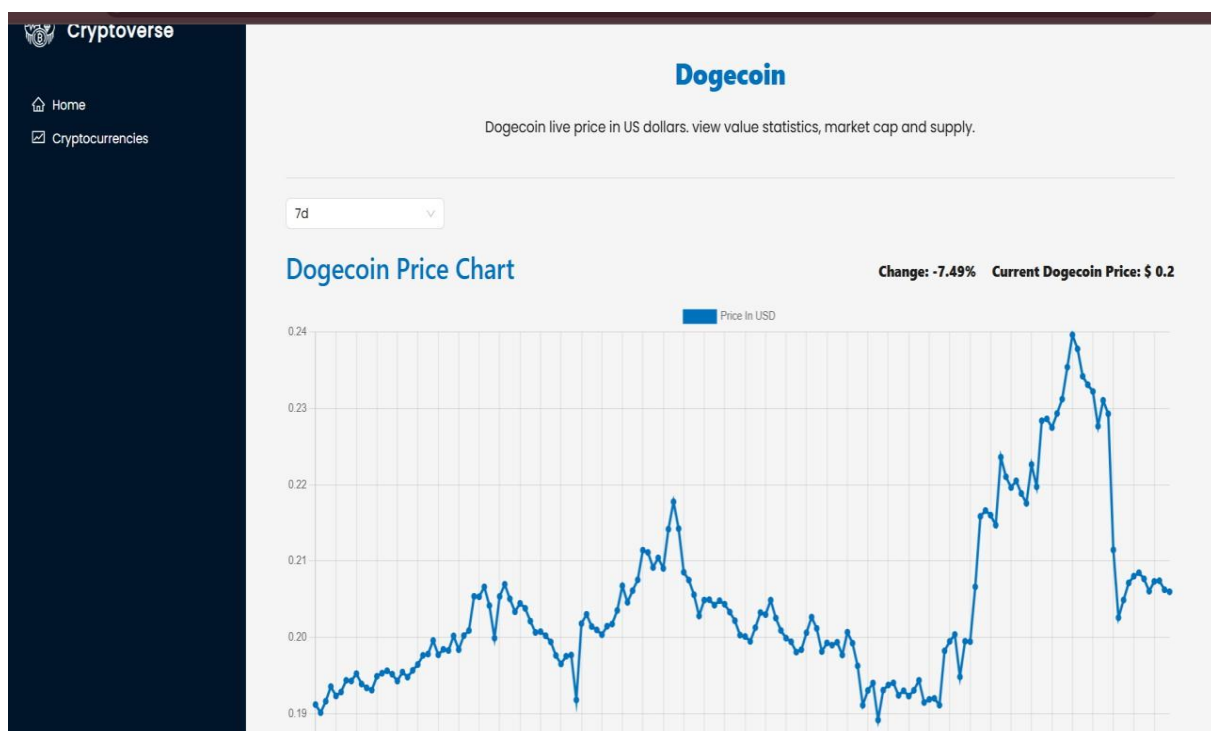 Cryptoverse
Home
Cryptocurrencies
Dogecoin
Dogecoin live price in US dollars. view value statistics, market cap and supply.
7d
Dogecoin Price Chart
Change: -7.49% Current Dogecoin Price: $ 0.2
Price In USD
0.24
0.23
0.22
0.21
0.20
0.19